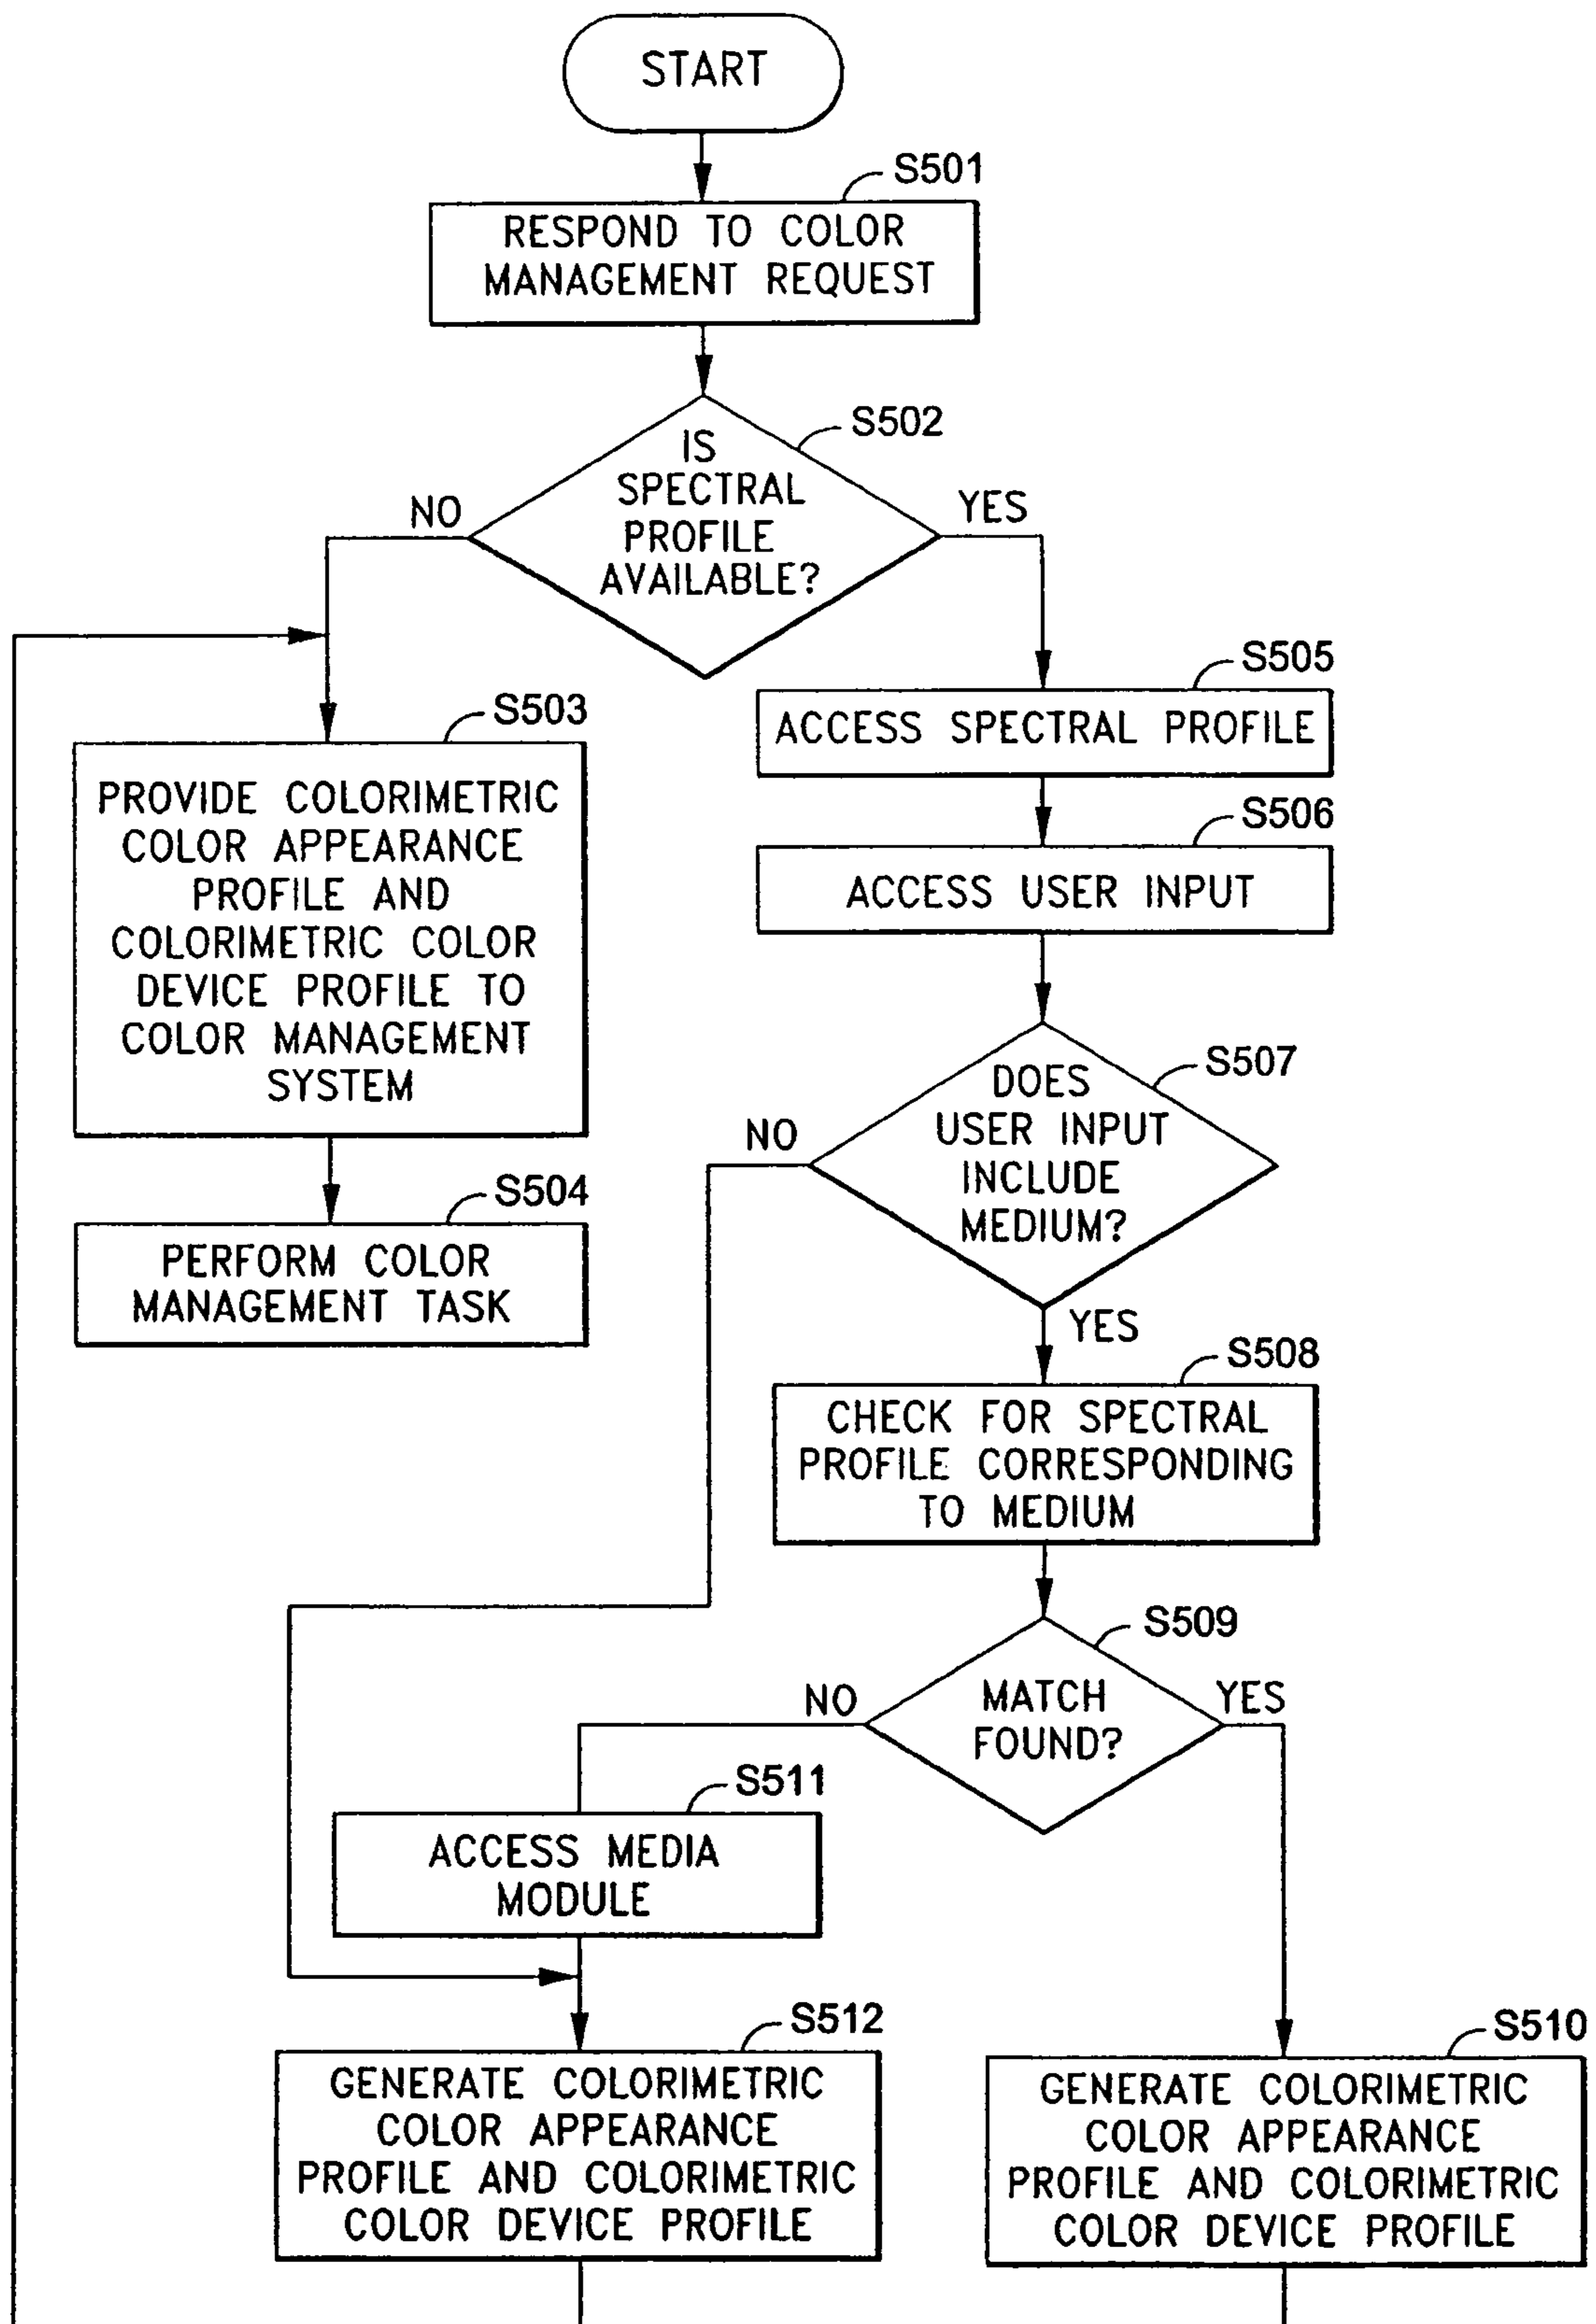 START
S501
RESPOND TO COLOR
MANAGEMENT REQUEST
S502
IS
SPECTRAL
PROFILE
AVAILABLE?
NO
YES
S503
PROVIDE COLORIMETRIC
COLOR APPEARANCE
PROFILE AND
COLORIMETRIC COLOR
DEVICE PROFILE TO
COLOR MANAGEMENT
SYSTEM
S504
PERFORM COLOR
MANAGEMENT TASK
S505
ACCESS SPECTRAL PROFILE
S506
ACCESS USER INPUT
S507
DOES
USER INPUT
INCLUDE
MEDIUM?
NO
YES
S508
CHECK FOR SPECTRAL
PROFILE CORRESPONDING
TO MEDIUM
S509
MATCH
FOUND?
NO
YES
S511
ACCESS MEDIA
MODULE
S512
GENERATE COLORIMETRIC
COLOR APPEARANCE
PROFILE AND COLORIMETRIC
COLOR DEVICE PROFILE
S510
GENERATE COLORIMETRIC
COLOR APPEARANCE
PROFILE AND COLORIMETRIC
COLOR DEVICE PROFILE